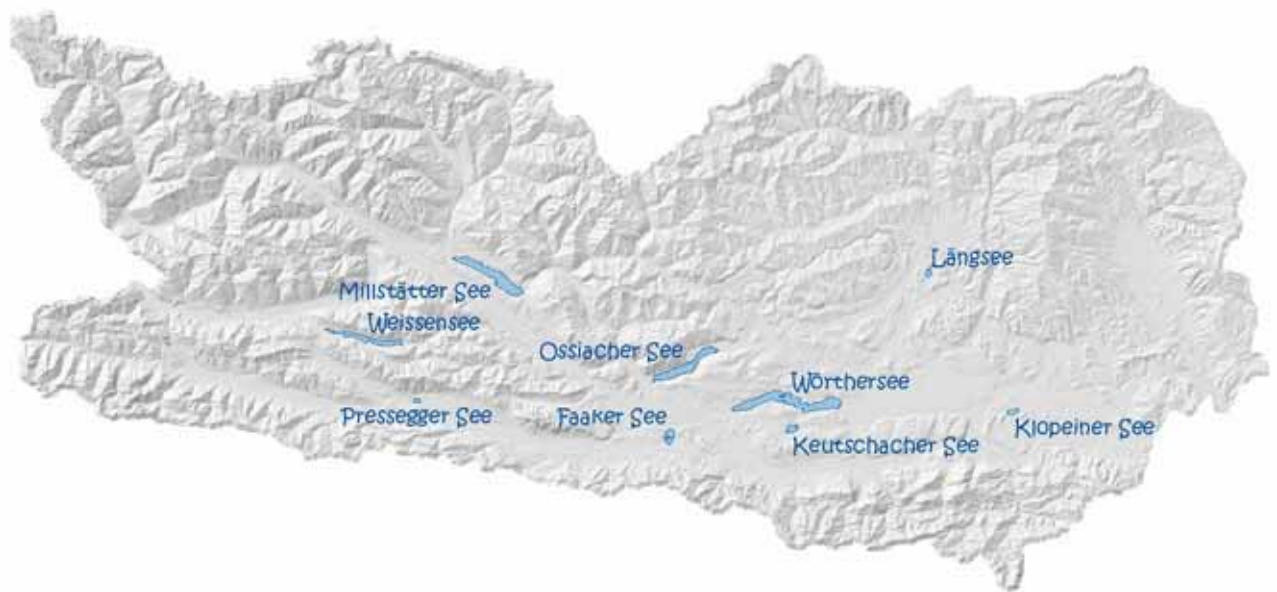 Längsee
Millstätter See
Weissensee
Ossiacher See
Wörthersee
Pressegger See
Faaker See
Klopeiner See
Keutschacher See